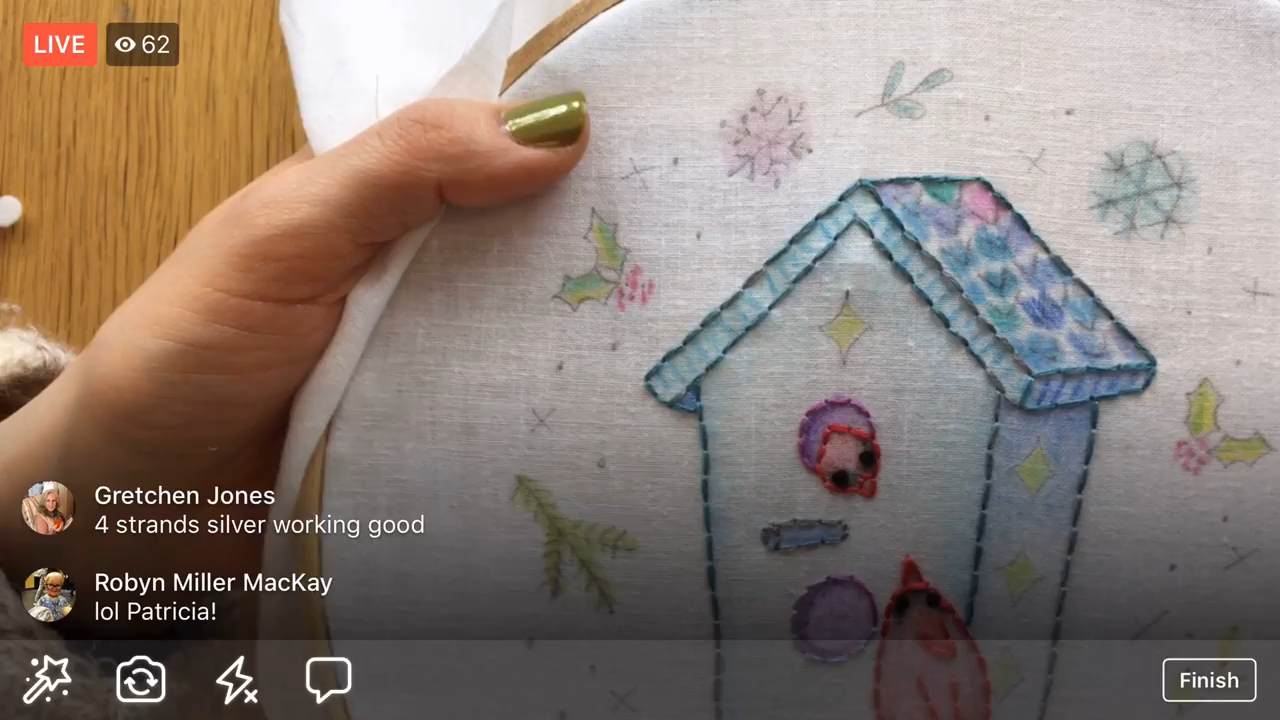 LIVE
62
Gretchen Jones
4 strands silver working good
Robyn Miller MacKay
lol Patricia!
Finish